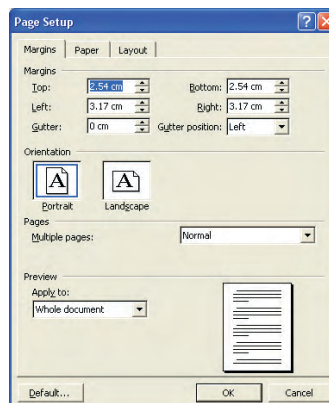 Page Setup
Margins Paper Layout
Margins
Top: 2.54 cm Bottom: 2.54 cm
Left: 3.17 cm Right: 3.17 cm
Gutter: 0 cm Gutter position: Left
Orientation
A A
Portrait Landscape
Pages
Multiple pages: Normal
Preview
Apply to:
Whole document
Default... OK Cancel